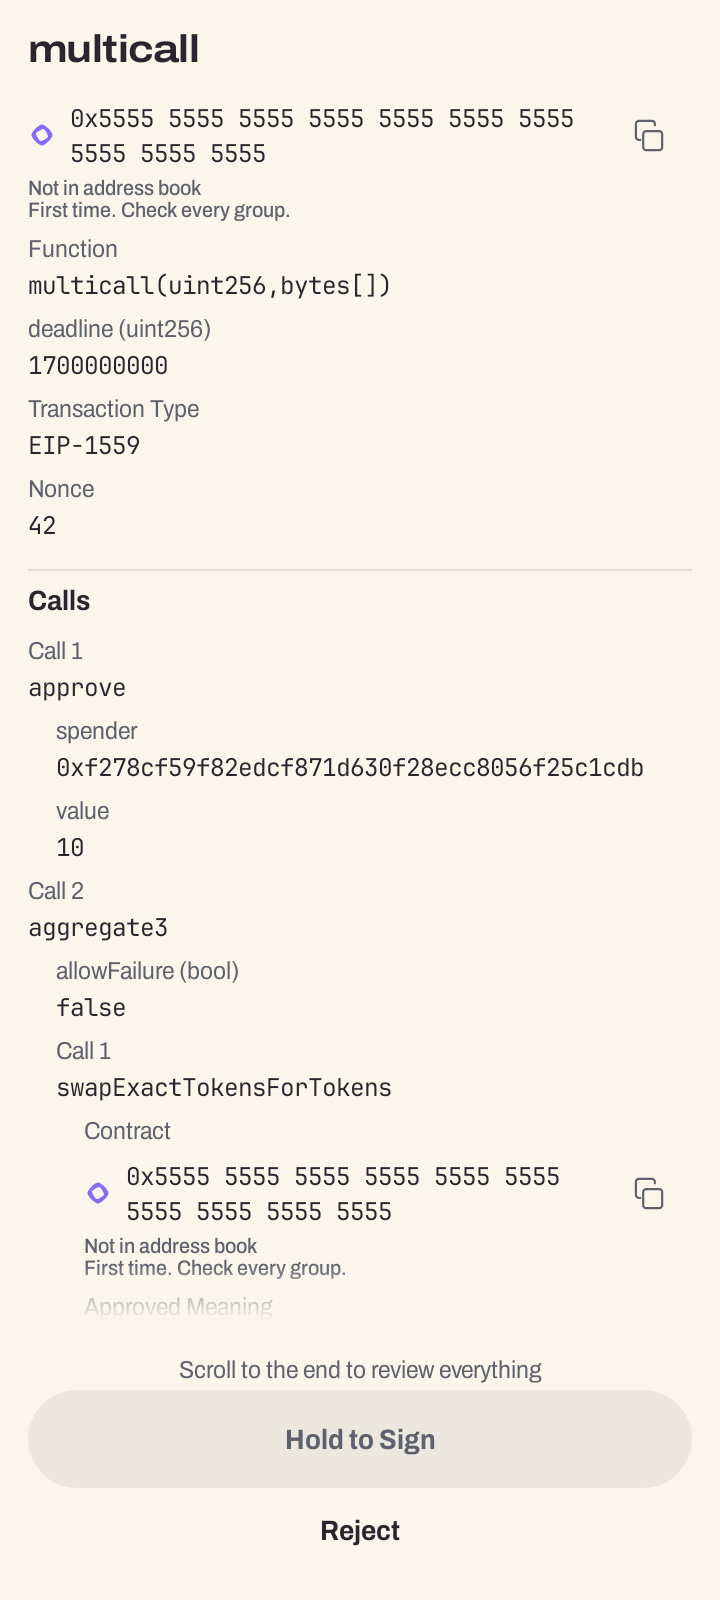 multicall
0x5555 5555 5555 5555 5555 5555 5555
5555 5555 5555
Not in address book
First time. Check every group.
Function
multicall(uint256,bytes[])
deadline (uint256)
1700000000
Transaction Type
EIP-1559
Nonce
42
Calls
Call 1
approve
spender
0xf278cf59f82edcf871d630f28ecc8056f25c1cdb
value
10
Call 2
aggregate3
allowFailure (bool)
false
Call 1
swapExactTokensForTokens
Contract
0x5555 5555 5555 5555 5555 5555
5555 5555 5555 5555
Not in address book
First time. Check every group.
Approved Meaning
Scroll to the end to review everything
Hold to Sign
Reject